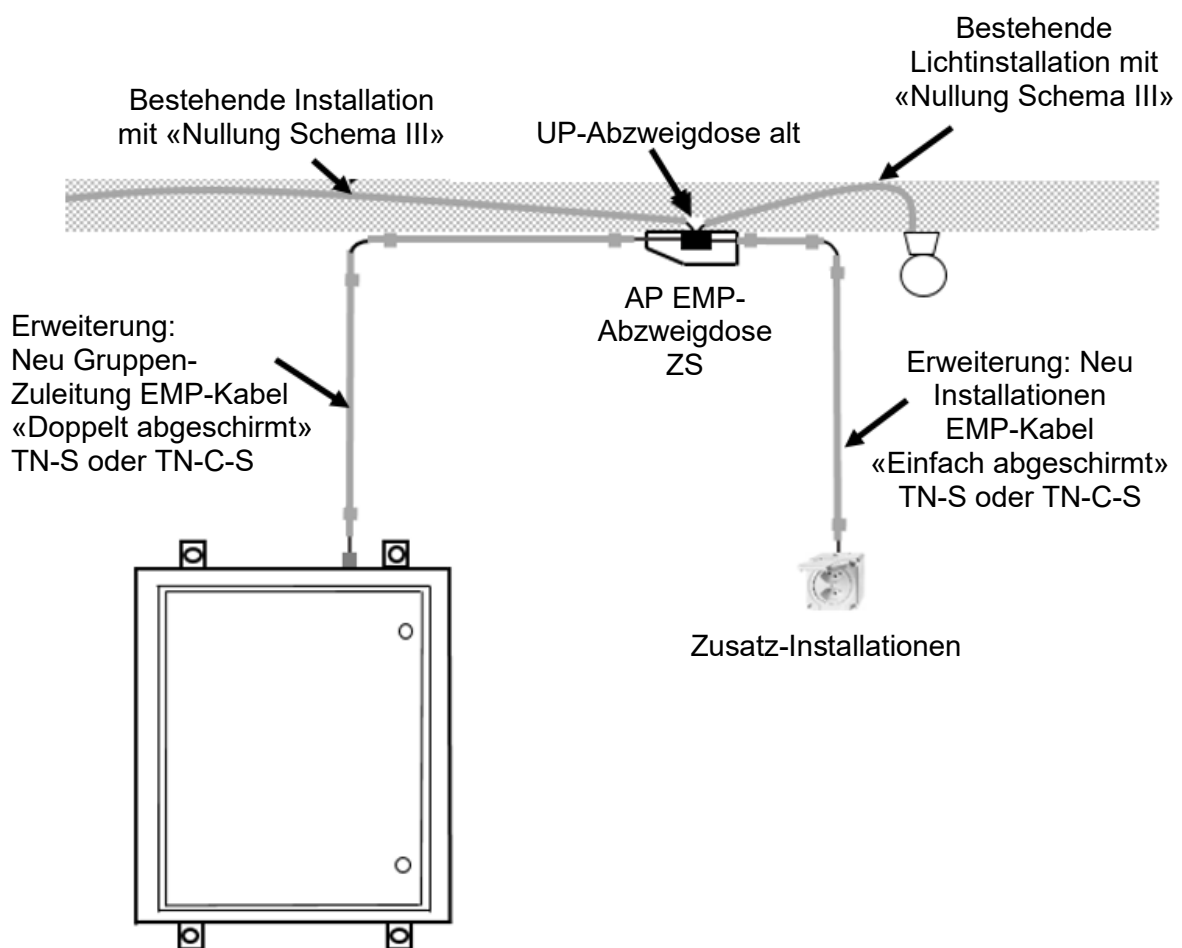 Bestehende
Lichtinstallation mit
«Nullung Schema III»
Bestehende Installation
mit «Nullung Schema III»
UP-Abzweigdose alt
AP EMP-
Abzweigdose
ZS
Erweiterung:
Neu Gruppen-
Zuleitung EMP-Kabel
«Doppelt abgeschirmt»
TN-S oder TN-C-S
Erweiterung: Neu
Installationen
EMP-Kabel
«Einfach abgeschirmt»
TN-S oder TN-C-S
Zusatz-Installationen